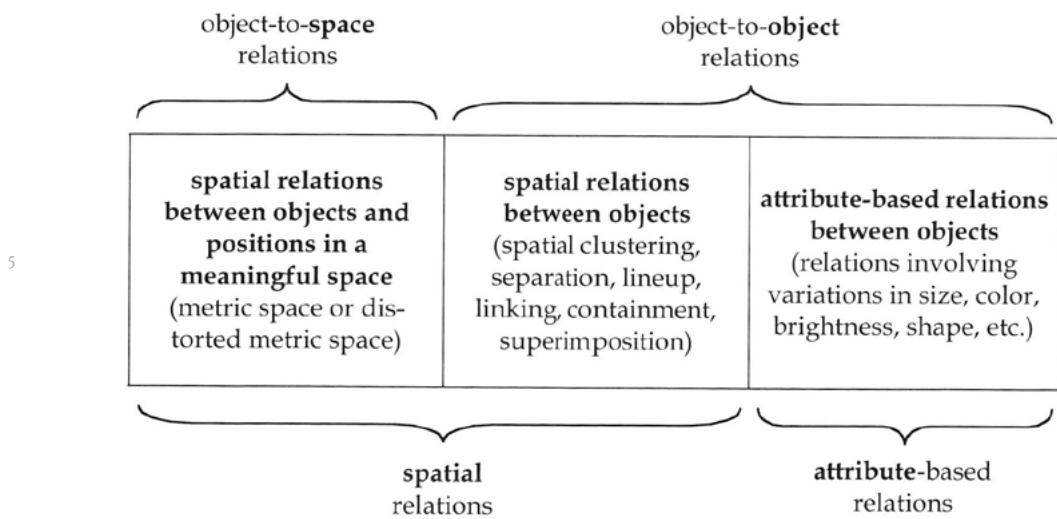 object-to-space
relations
object-to-object
relations
spatial relations
between objects and
positions in a
meaningful space
(metric space or dis-
torted metric space)
spatial relations
between objects
(spatial clustering,
separation, lineup,
linking, containment,
superimposition)
attribute-based relations
between objects
(relations involving
variations in size, color,
brightness, shape, etc.)
5
spatial
relations
attribute-based
relations